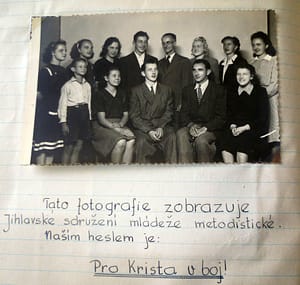 Tato fotografie zobrazuje
Jihlavské sdružení mládeže metodistické.
Našim heslem je:
Pro Krista v boj!